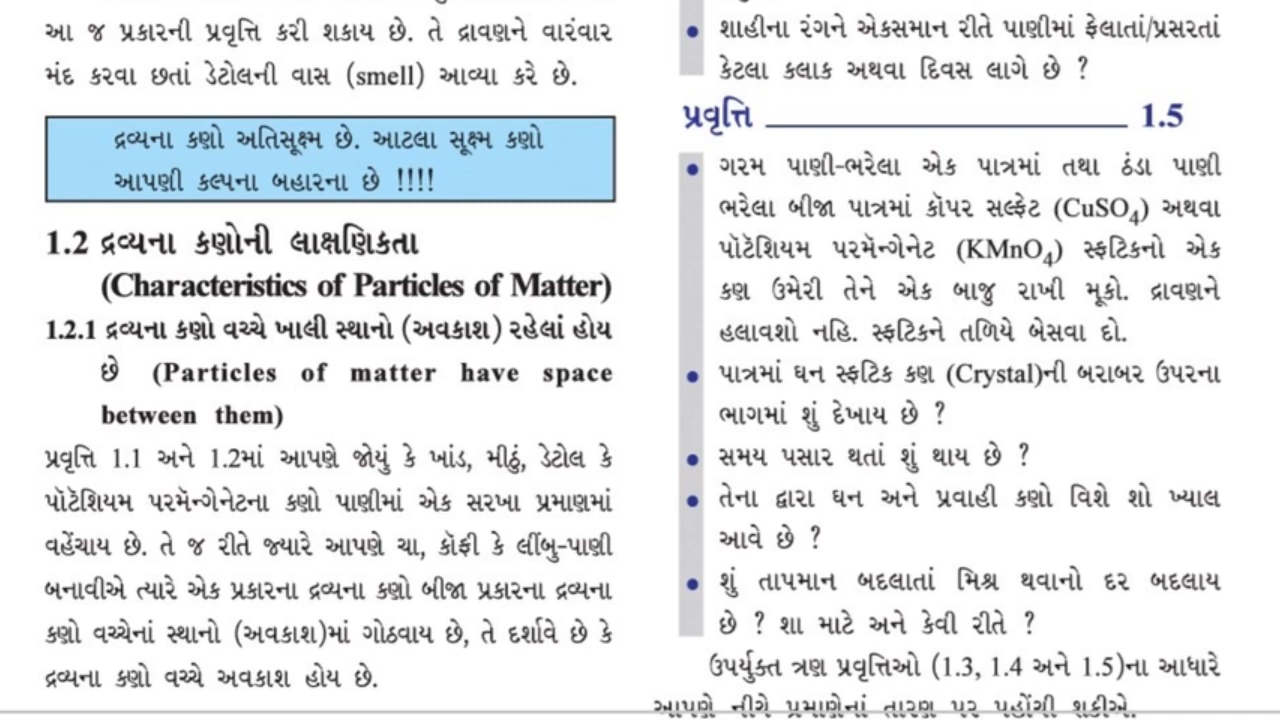 આ જ પ્રકારની પ્રવૃત્તિ કરી શકાય છે. તે દ્રાવણને વારંવાર
મંદ કરવા છતાં ડેટોલની વાસ (smell) આવ્યા કરે છે.
દ્રવ્યના કણો અતિસૂક્ષ્મ છે. આટલા સૂક્ષ્મ કણો
આપણી કલ્પના બહારના છે !!!!
1.2 દ્રવ્યના કણોની લાક્ષણિકતા
(Characteristics of Particles of Matter)
1.2.1 દ્રવ્યના કણો વચ્ચે ખાલી સ્થાનો (અવકાશ) રહેલાં હોય
છે (Particles of matter have space
between them)
પ્રવૃત્તિ 1.1 અને 1.2માં આપણે જોયું કે ખાંડ, મીઠું, ડેટોલ કે
પૉટૅશિયમ પરમૅન્ગેનેટના કણો પાણીમાં એક સરખા પ્રમાણમાં
વહેંચાય છે. તે જ રીતે જ્યારે આપણે ચા, કૉફી કે લીંબુ-પાણી
બનાવીએ ત્યારે એક પ્રકારના દ્રવ્યના કણો બીજા પ્રકારના દ્રવ્યના
કણો વચ્ચેનાં સ્થાનો (અવકાશ)માં ગોઠવાય છે, તે દર્શાવે છે કે
દ્રવ્યના કણો વચ્ચે અવકાશ હોય છે.
• શાહીના રંગને એકસમાન રીતે પાણીમાં ફેલાતાં/પ્રસરતાં
કેટલા કલાક અથવા દિવસ લાગે છે ?
પ્રવૃત્તિ ______ 1.5
• ગરમ પાણી-ભરેલા એક પાત્રમાં તથા ઠંડા પાણી
ભરેલા બીજા પાત્રમાં કૉપર સલ્ફેટ (CuSO₄) અથવા
પૉટૅશિયમ પરમૅન્ગેનેટ (KMnO₄) સ્ફટિકનો એક
કણ ઉમેરી તેને એક બાજુ રાખી મૂકો. દ્રાવણને
હલાવશો નહિ. સ્ફટિકને તળિયે બેસવા દો.
• પાત્રમાં ઘન સ્ફટિક કણ (Crystal)ની બરાબર ઉપરના
ભાગમાં શું દેખાય છે ?
• સમય પસાર થતાં શું થાય છે ?
• તેના દ્વારા ઘન અને પ્રવાહી કણો વિશે શો ખ્યાલ
આવે છે ?
• શું તાપમાન બદલાતાં મિશ્ર થવાનો દર બદલાય
છે ? શા માટે અને કેવી રીતે ?
ઉપર્યુક્ત ત્રણ પ્રવૃત્તિઓ (1.3, 1.4 અને 1.5)ના આધારે
આપણે નીચે પ્રમાણેનાં તારણ પર પહોંચી શકીએ.